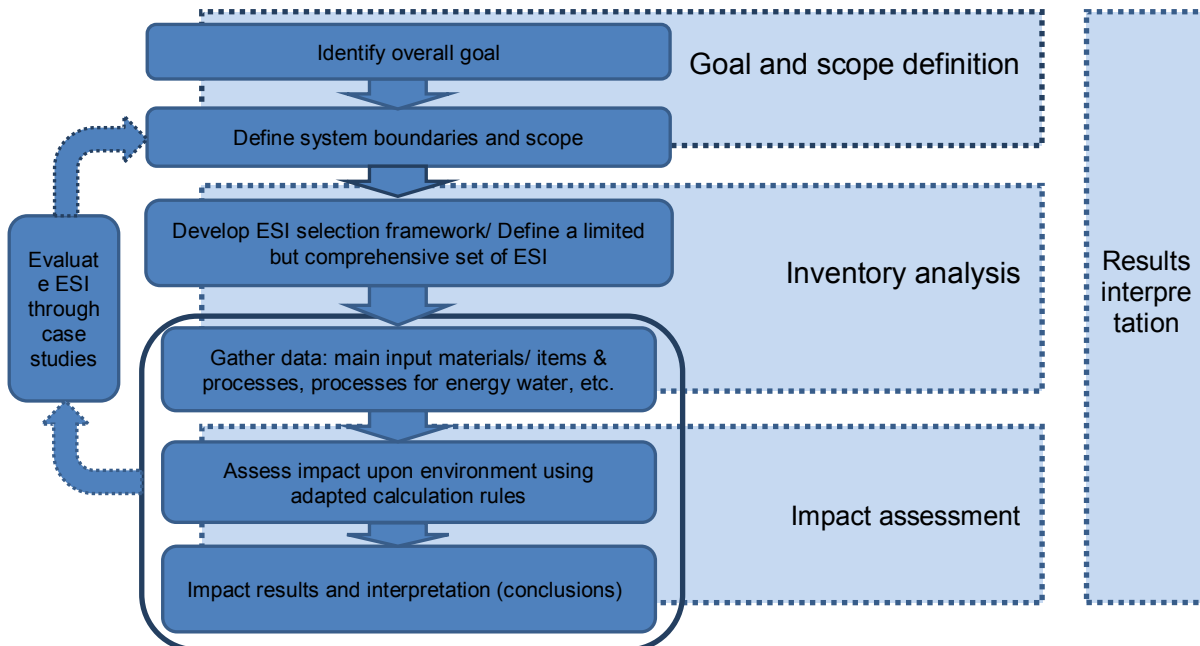 Identify overall goal
Goal and scope definition
Define system boundaries and scope
Develop ESI selection framework/ Define a limited
but comprehensive set of ESI
Inventory analysis
Evaluat
e ESI
through
case
studies
Results
interpre
tation
Gather data: main input materials/ items &
processes, processes for energy water, etc.
Assess impact upon environment using
adapted calculation rules
Impact assessment
Impact results and interpretation (conclusions)